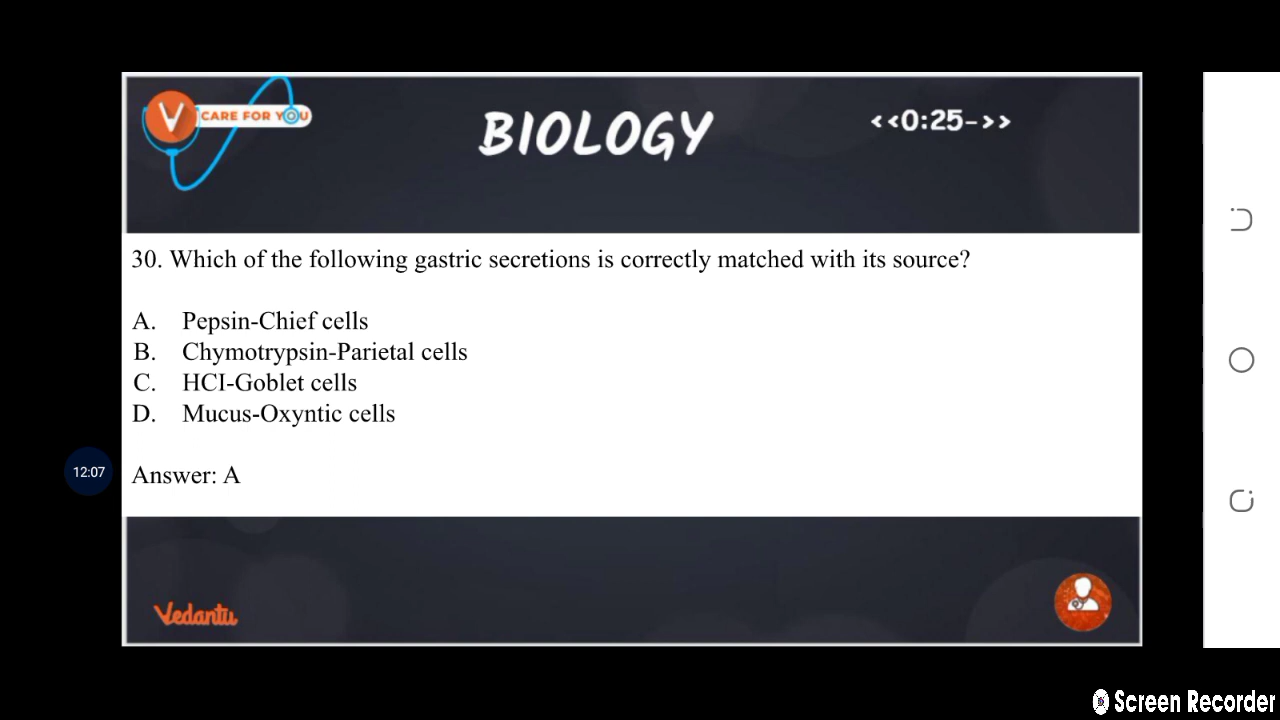 V CARE FOR YOU
BIOLOGY
<<0:25->>
30. Which of the following gastric secretions is correctly matched with its source?
A. Pepsin-Chief cells
B. Chymotrypsin-Parietal cells
C. HCI-Goblet cells
D. Mucus-Oxyntic cells
12:07
Answer: A
Vedantu
Screen Recorder